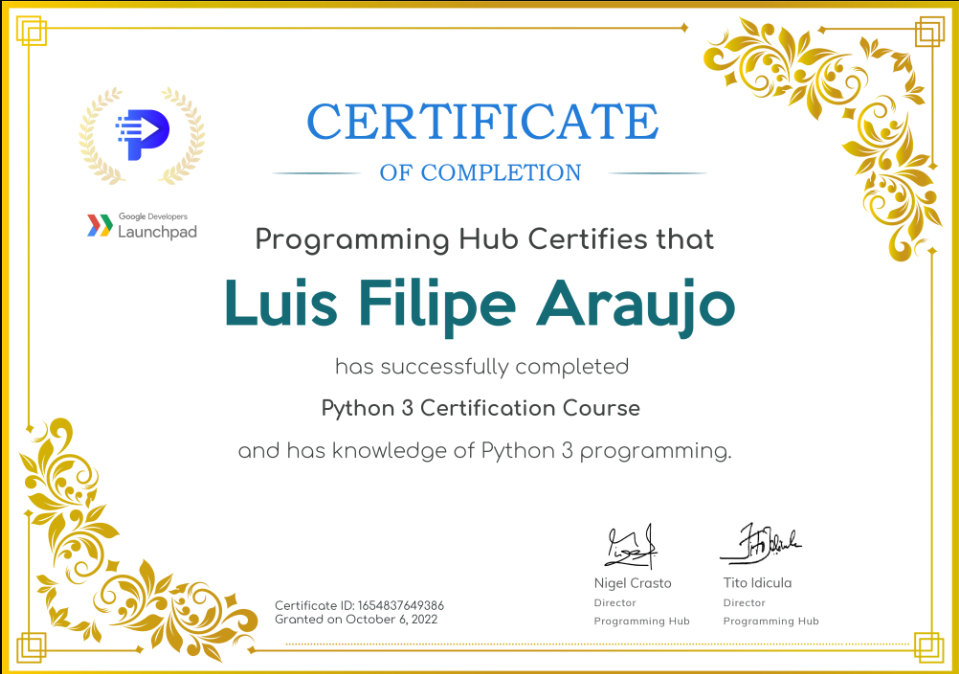 CERTIFICATE
OF COMPLETION
Google Developers
Launchpad
Programming Hub Certifies that
Luis Filipe Araujo
has successfully completed
Python 3 Certification Course
and has knowledge of Python 3 programming.
Nigel Crasto
Director
Programming Hub
Tito Idicula
Director
Programming Hub
Certificate ID: 1654837649386
Granted on October 6, 2022